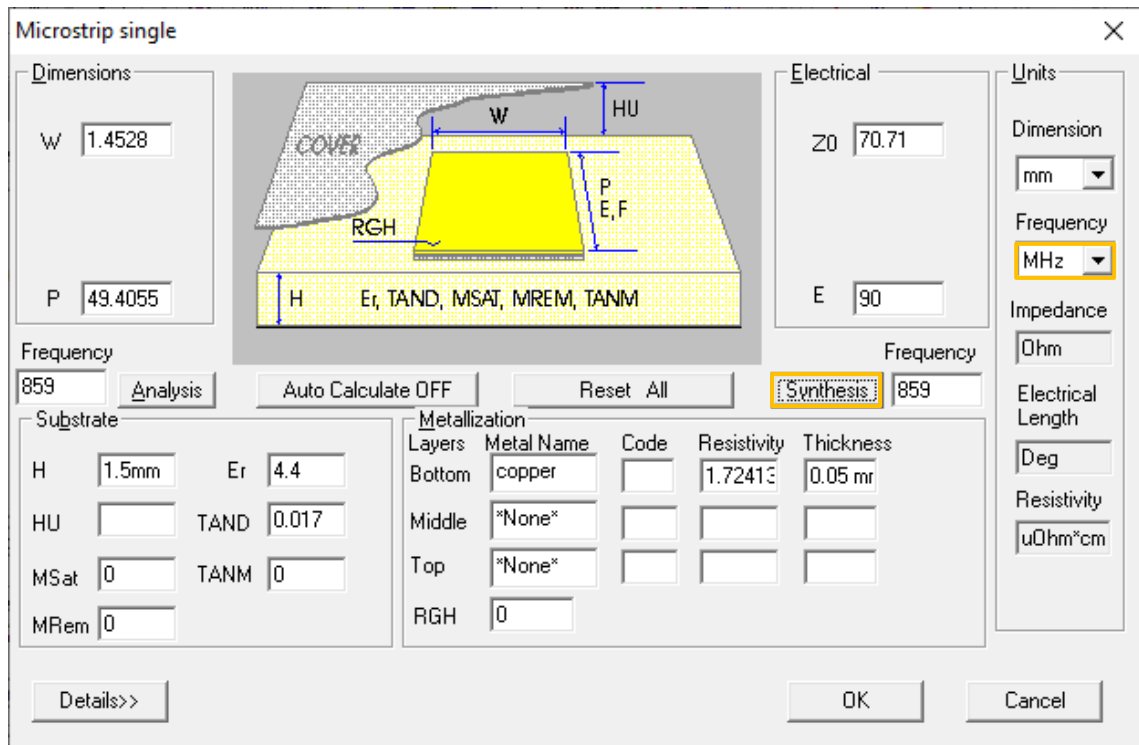 Microstrip single
Dimensions
W 1.4528
P 49.4055
COVER
W
HU
P
E,F
RGH
H Er, TAND, MSAT, MREM, TANM
Electrical
Z0 70.71
E 90
Units
Dimension
mm
Frequency
MHz
Impedance
Ohm
Electrical
Length
Deg
Resistivity
uOhm*cm
Frequency
859 Analysis Auto Calculate OFF Reset All Synthesis
Frequency
859
Substrate
H 1.5mm Er 4.4
HU TAND 0.017
MSat 0 TANM 0
MRem 0
Metallization
Layers Metal Name Code Resistivity Thickness
Bottom copper 1.72413 0.05 mr
Middle *None*
Top *None*
RGH 0
Details>> OK Cancel